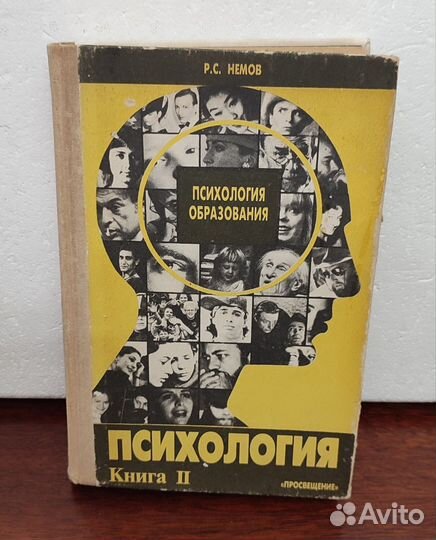 Р.С. НЕМОВ
ПСИХОЛОГИЯ
ОБРАЗОВАНИЯ
ПСИХОЛОГИЯ
Книга II
«ПРОСВЕЩЕНИЕ»
Avito